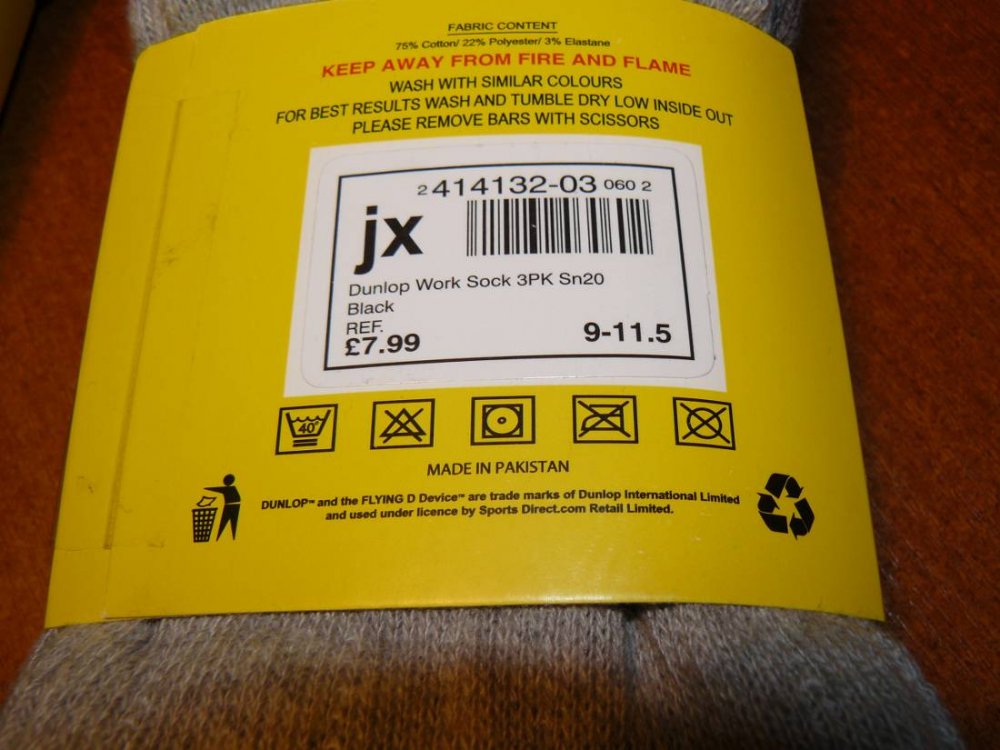 FABRIC CONTENT
75% Cotton/ 22% Polyester/ 3% Elastane
KEEP AWAY FROM FIRE AND FLAME
WASH WITH SIMILAR COLOURS
FOR BEST RESULTS WASH AND TUMBLE DRY LOW INSIDE OUT
PLEASE REMOVE BARS WITH SCISSORS
2 414132-03 060 2
jx
Dunlop Work Sock 3PK Sn20
Black
REF.
£7.99 9-11.5
40°
MADE IN PAKISTAN
DUNLOP™ and the FLYING D Device™ are trade marks of Dunlop International Limited
and used under licence by Sports Direct.com Retail Limited.